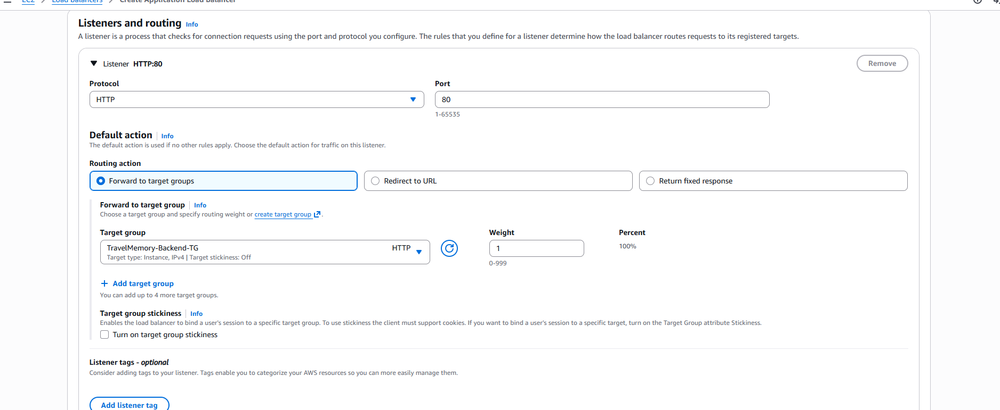 EC2 / Load balancers / Create Application Load Balancer
Listeners and routing Info
A listener is a process that checks for connection requests using the port and protocol you configure. The rules that you define for a listener determine how the load balancer routes requests to its registered targets.
Listener HTTP:80
Remove
Protocol
HTTP
Port
80
1-65535
Default action Info
The default action is used if no other rules apply. Choose the default action for traffic on this listener.
Routing action
Forward to target groups
Redirect to URL
Return fixed response
Forward to target group Info
Choose a target group and specify routing weight or create target group .
Target group
TravelMemory-Backend-TG HTTP
Target type: Instance, IPv4 | Target stickiness: Off
Weight
1
0-999
Percent
100%
+ Add target group
You can add up to 4 more target groups.
Target group stickiness Info
Enables the load balancer to bind a user's session to a specific target group. To use stickiness the client must support cookies. If you want to bind a user's session to a specific target, turn on the Target Group attribute Stickiness.
Turn on target group stickiness
Listener tags - optional
Consider adding tags to your listener. Tags enable you to categorize your AWS resources so you can more easily manage them.
Add listener tag